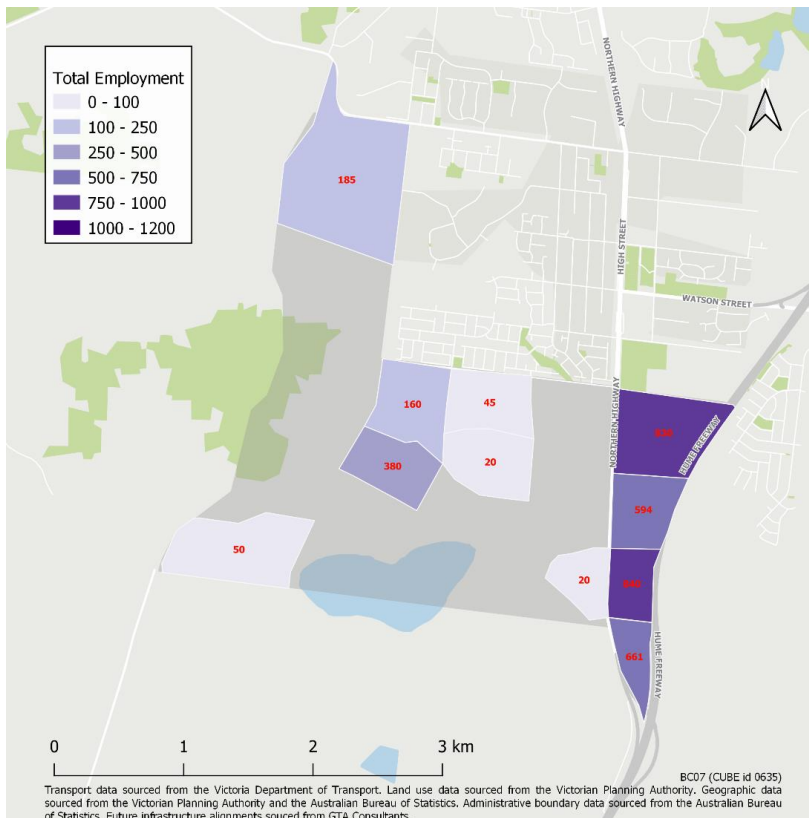 Total Employment
0 - 100
100 - 250
250 - 500
500 - 750
750 - 1000
1000 - 1200
NORTHERN HIGHWAY
185
HIGH STREET
WATSON STREET
160
45
NORTHERN HIGHWAY
HUME FREEWAY
380
20
594
50
20
661
HUME FREEWAY
0 1 2 3 km
BC07 (CUBE id 0635)
Transport data sourced from the Victoria Department of Transport. Land use data sourced from the Victorian Planning Authority. Geographic data
sourced from the Victorian Planning Authority and the Australian Bureau of Statistics. Administrative boundary data sourced from the Australian Bureau
of Statistics. Future infrastructure alignments souced from GTA Consultants